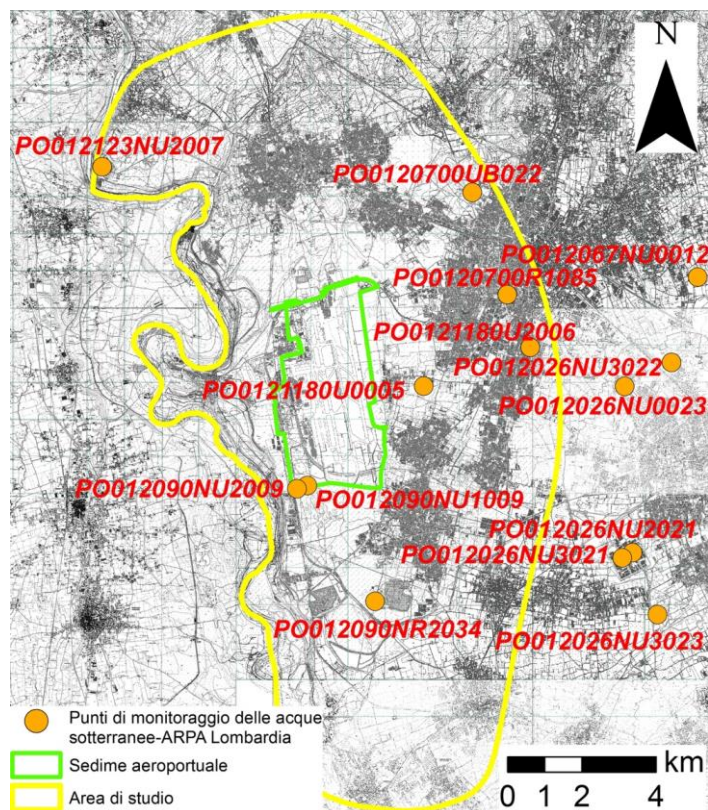 N
PO012123NU2007
PO0120700UB022
PO012067NU0012
PO0120700R1085
PO0121180U2006
PO012026NU3022
PO0121180U0005
PO012026NU0023
PO012090NU2009
PO012090NU1009
PO012026NU2021
PO012026NU3021
PO012090NR2034
PO012026NU3023
Punti di monitoraggio delle acque
sotterranee-ARPA Lombardia
Sedime aeroportuale
Area di studio
km
0 1 2 4